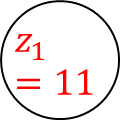 z₁
= 11